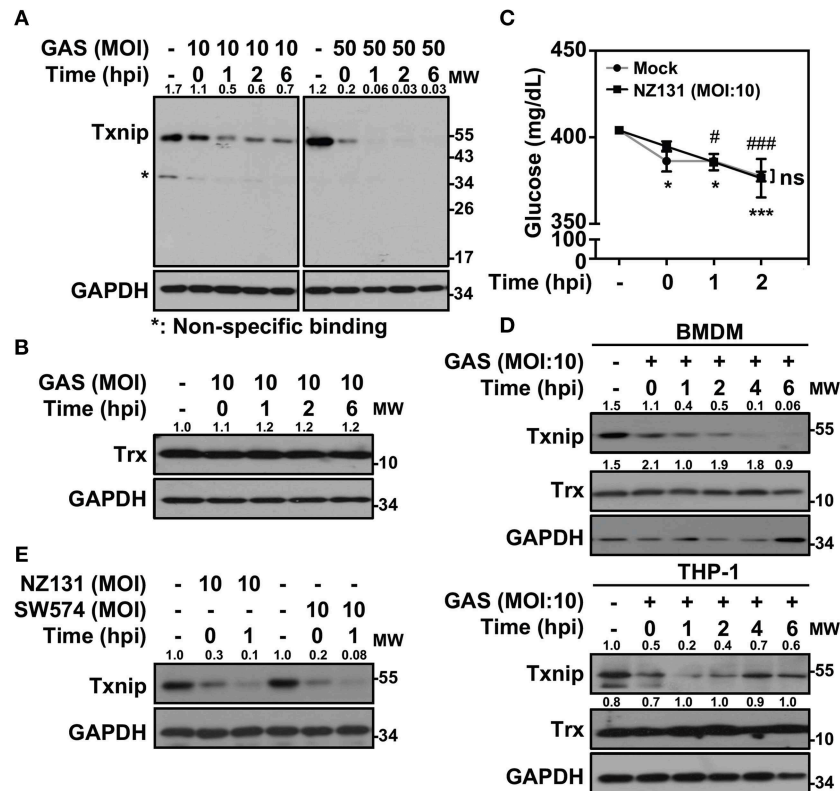 A
GAS (MOI) - 10 10 10 10 - 50 50 50 50
Time (hpi) - 0 1 2 6 - 0 1 2 6 MW
1.7 1.1 0.5 0.6 0.7 1.2 0.2 0.06 0.03 0.03
Txnip
-55
-43
*
-34
-26
-17
GAPDH
-34
*: Non-specific binding
B
GAS (MOI) - 10 10 10 10
Time (hpi) - 0 1 2 6 MW
1.0 1.1 1.2 1.2 1.2
Trx
-10
GAPDH
-34
C
Glucose (mg/dL)
450
400
350
100
0
Mock
NZ131 (MOI:10)
# ###
ns
* * ***
Time (hpi) - 0 1 2
D
BMDM
GAS (MOI:10) - + + + + +
Time (hpi) - 0 1 2 4 6 MW
1.5 1.1 0.4 0.5 0.1 0.06
Txnip
-55
1.5 2.1 1.0 1.9 1.8 0.9
Trx
-10
GAPDH
-34
THP-1
GAS (MOI:10) - + + + + +
Time (hpi) - 0 1 2 4 6 MW
1.0 0.5 0.2 0.4 0.7 0.6
Txnip
-55
0.8 0.7 1.0 1.0 0.9 1.0
Trx
-10
GAPDH
-34
E
NZ131 (MOI) - 10 10 - - -
SW574 (MOI) - - - - 10 10
Time (hpi) - 0 1 - 0 1 MW
1.0 0.3 0.1 1.0 0.2 0.08
Txnip
-55
GAPDH
-34